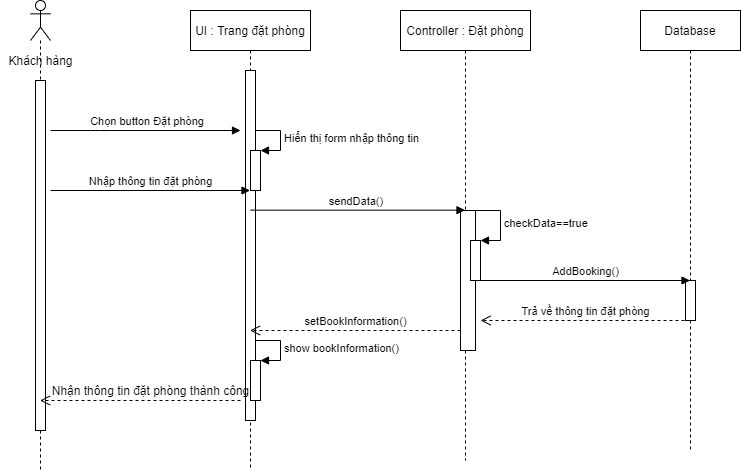 UI : Trang đặt phòng
Controller : Đặt phòng
Database
Khách hàng
Chọn button Đặt phòng
Hiển thị form nhập thông tin
Nhập thông tin đặt phòng
sendData()
checkData==true
AddBooking()
Trả về thông tin đặt phòng
setBookInformation()
show bookInformation()
Nhận thông tin đặt phòng thành công